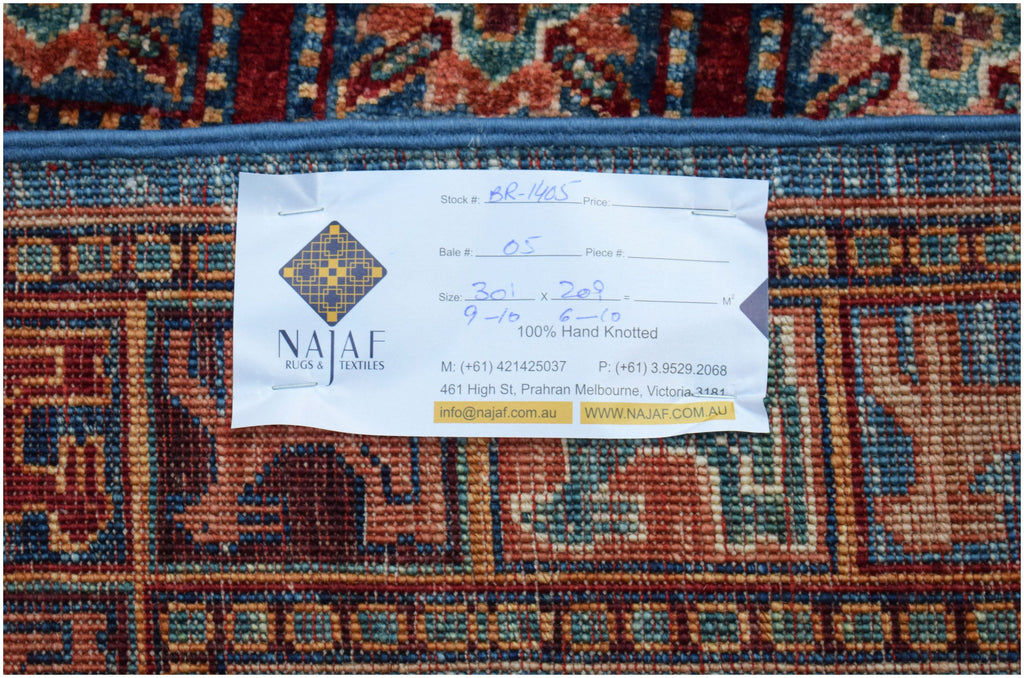 Stock #: BR-1405 Price:
Bale #: 05 Piece #:
Size: 301 X 209 = M²
9-10 6-10
100% Hand Knotted
NAJAF
RUGS & TEXTILES
M: (+61) 421425037 P: (+61) 3.9529.2068
461 High St, Prahran Melbourne, Victoria 3181
info@najaf.com.au WWW.NAJAF.COM.AU